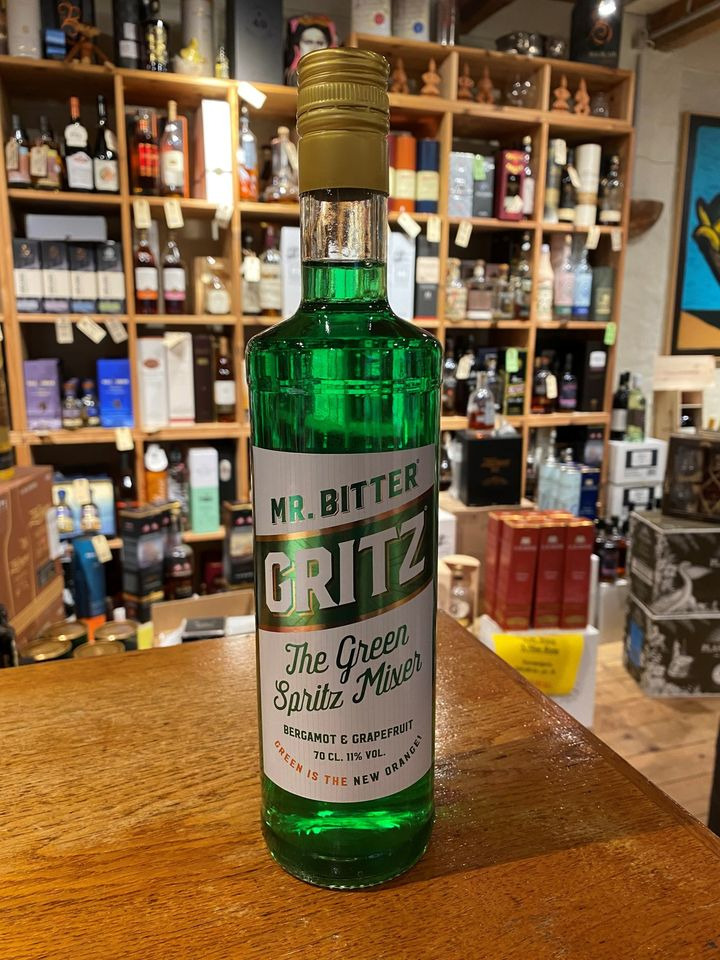 MR. BITTER®
GRITZ®
The Green
Spritz Mixer
BERGAMOT & GRAPEFRUIT
70 CL. 11% VOL.
GREEN IS THE NEW ORANGE!